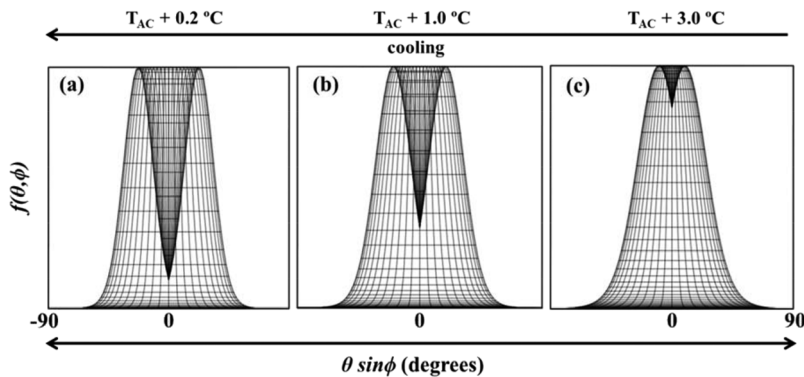 T_AC + 0.2 ºC T_AC + 1.0 ºC T_AC + 3.0 ºC
cooling
(a) (b) (c)
f(θ,ϕ)
-90 0 0 0 90
θ sinϕ (degrees)